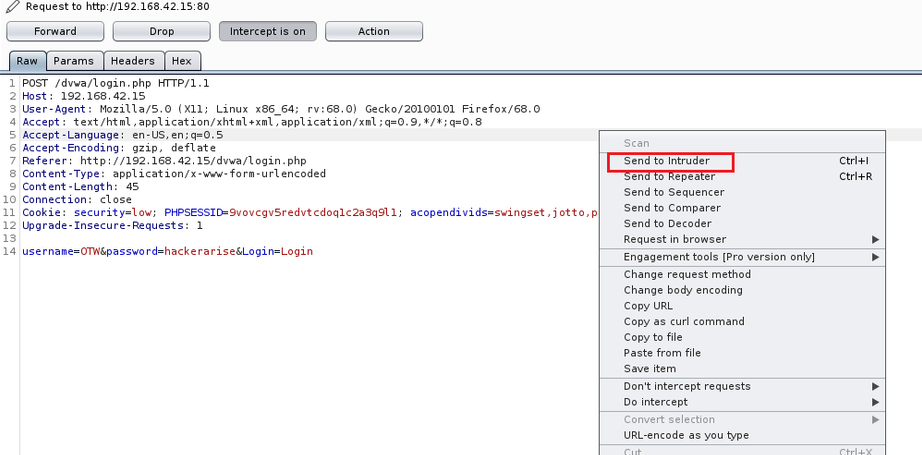 Request to http://192.168.42.15:80
Forward Drop Intercept is on Action
Raw Params Headers Hex
1 POST /dvwa/login.php HTTP/1.1
2 Host: 192.168.42.15
3 User-Agent: Mozilla/5.0 (X11; Linux x86_64; rv:68.0) Gecko/20100101 Firefox/68.0
4 Accept: text/html,application/xhtml+xml,application/xml;q=0.9,*/*;q=0.8
5 Accept-Language: en-US,en;q=0.5
6 Accept-Encoding: gzip, deflate
7 Referer: http://192.168.42.15/dvwa/login.php
8 Content-Type: application/x-www-form-urlencoded
9 Content-Length: 45
10 Connection: close
11 Cookie: security=low; PHPSESSID=9vovcgv5redvtcdoq1c2a3q9l1; acopendivids=swingset,jotto,p
12 Upgrade-Insecure-Requests: 1
13
14 username=OTW&password=hackerarise&Login=Login
Scan
Send to Intruder Ctrl+I
Send to Repeater Ctrl+R
Send to Sequencer
Send to Comparer
Send to Decoder
Request in browser
Engagement tools [Pro version only]
Change request method
Change body encoding
Copy URL
Copy as curl command
Copy to file
Paste from file
Save item
Don't intercept requests
Do intercept
Convert selection
URL-encode as you type
Cut Ctrl+X